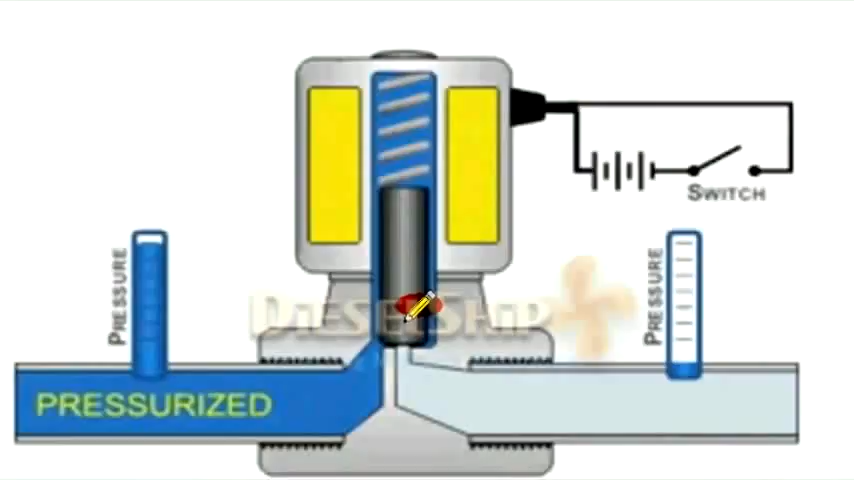 SWITCH
PRESSURE
PRESSURE
DIESELSHIP
PRESSURIZED